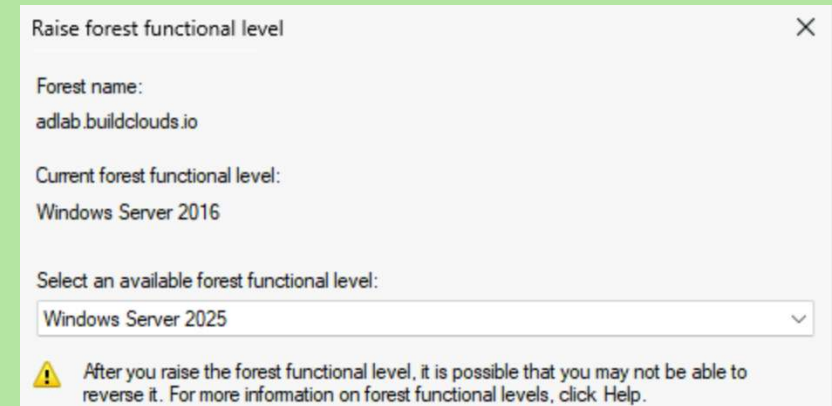 Raise forest functional level
Forest name:
adlab.buildclouds.io
Current forest functional level:
Windows Server 2016
Select an available forest functional level:
Windows Server 2025
After you raise the forest functional level, it is possible that you may not be able to
reverse it. For more information on forest functional levels, click Help.